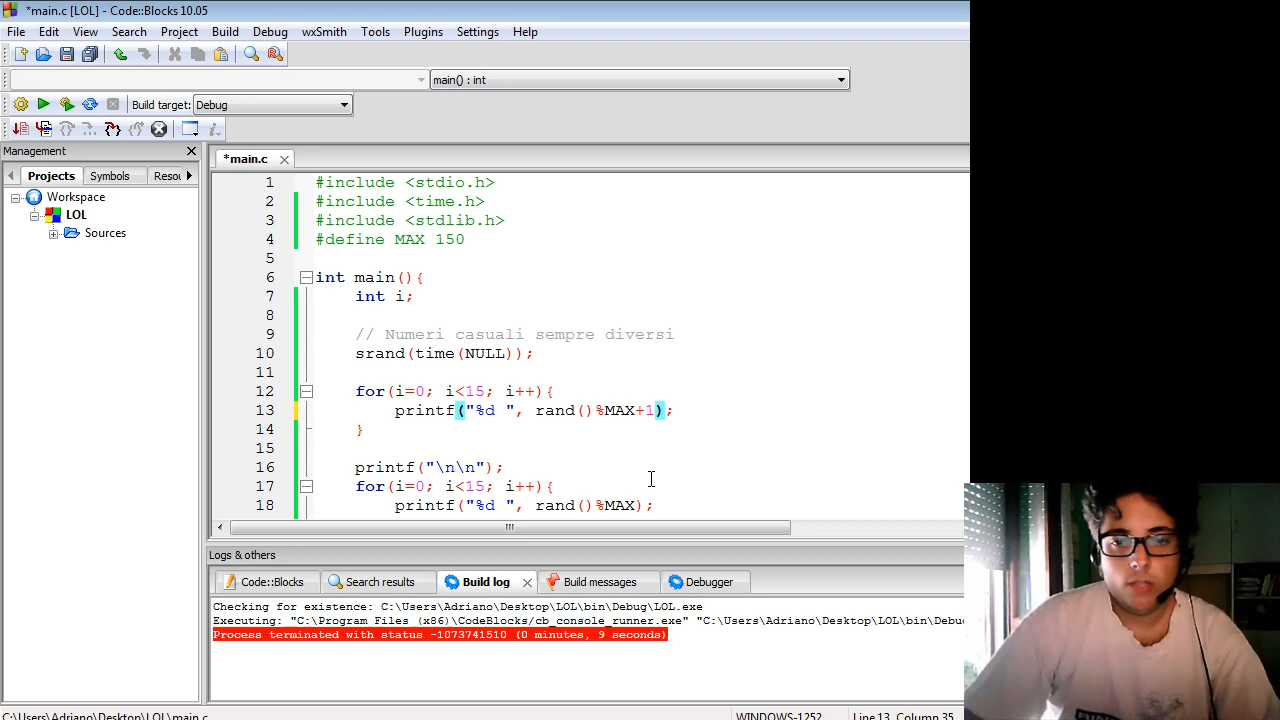 *main.c [LOL] - Code::Blocks 10.05
File Edit View Search Project Build Debug wxSmith Tools Plugins Settings Help
main() : int
Build target: Debug
Management
*main.c
Projects Symbols Resou
Workspace
LOL
Sources
1 #include <stdio.h>
2 #include <time.h>
3 #include <stdlib.h>
4 #define MAX 150
5
6 int main(){
7 int i;
8
9 // Numeri casuali sempre diversi
10 srand(time(NULL));
11
12 for(i=0; i<15; i++){
13 printf("%d ", rand()%MAX+1);
14 }
15
16 printf("\n\n");
17 for(i=0; i<15; i++){
18 printf("%d ", rand()%MAX);
Logs & others
Code::Blocks Search results Build log Build messages Debugger
Checking for existence: C:\Users\Adriano\Desktop\LOL\bin\Debug\LOL.exe
Executing: "C:\Program Files (x86)\CodeBlocks/cb_console_runner.exe" "C:\Users\Adriano\Desktop\LOL\bin\Debu
Process terminated with status -1073741510 (0 minutes, 9 seconds)
C:\Users\Adriano\Desktop\LOL\main.c WINDOWS-1252 Line 13, Column 35